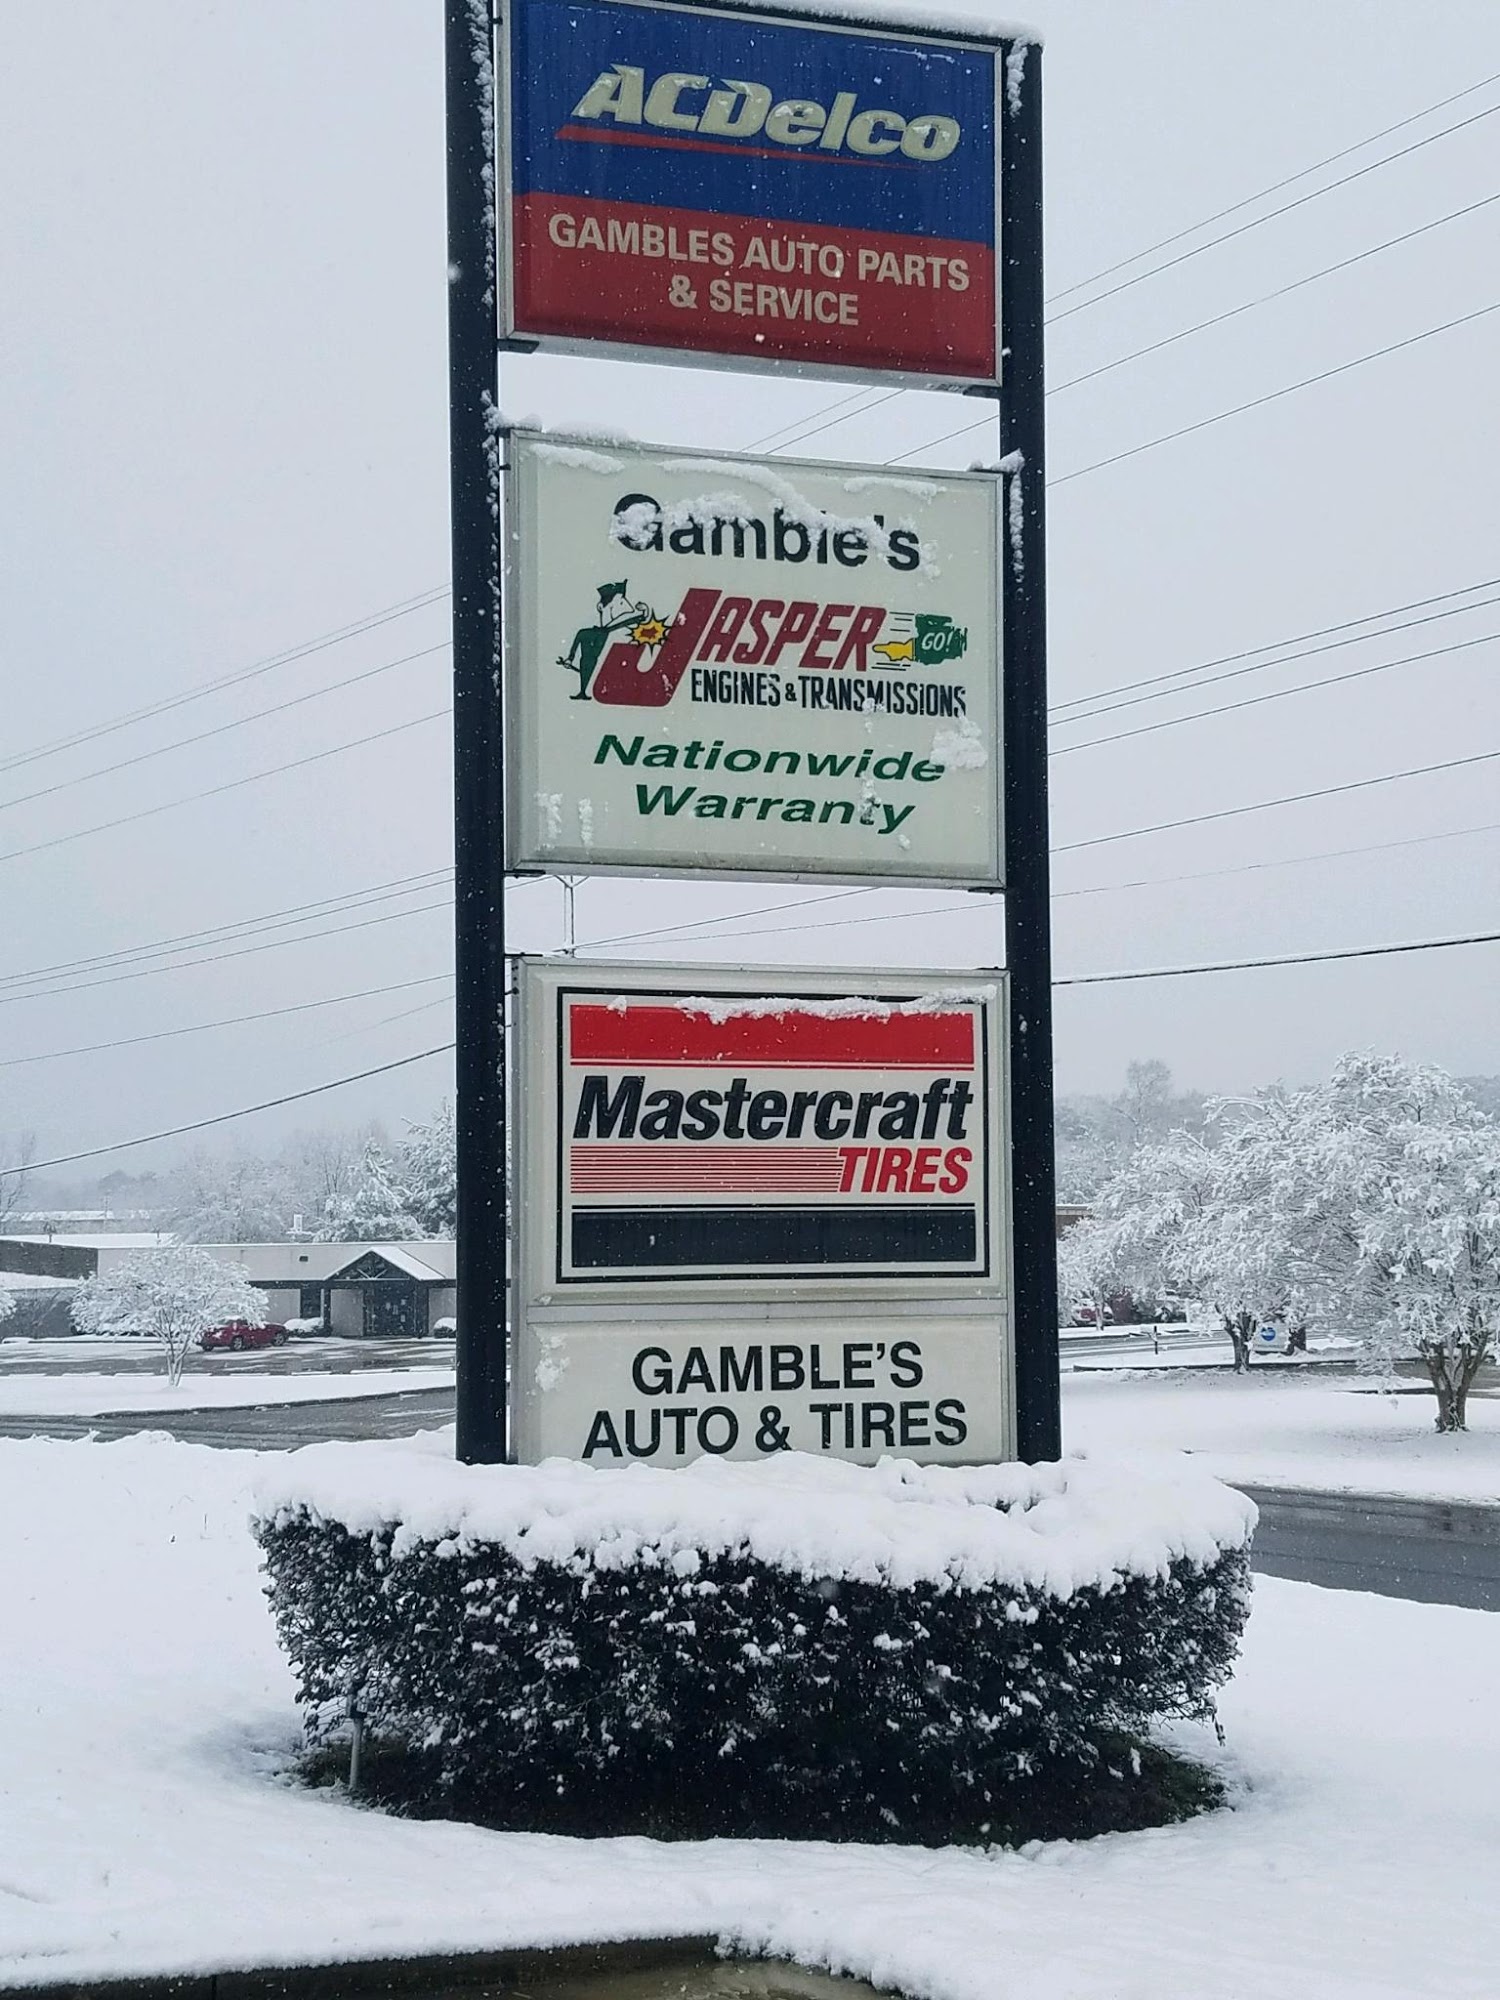 ACDelco
GAMBLES AUTO PARTS
& SERVICE
Gamble's
JASPER
GO!
ENGINES & TRANSMISSIONS
Nationwide
Warranty
Mastercraft
TIRES
GAMBLE'S
AUTO & TIRES